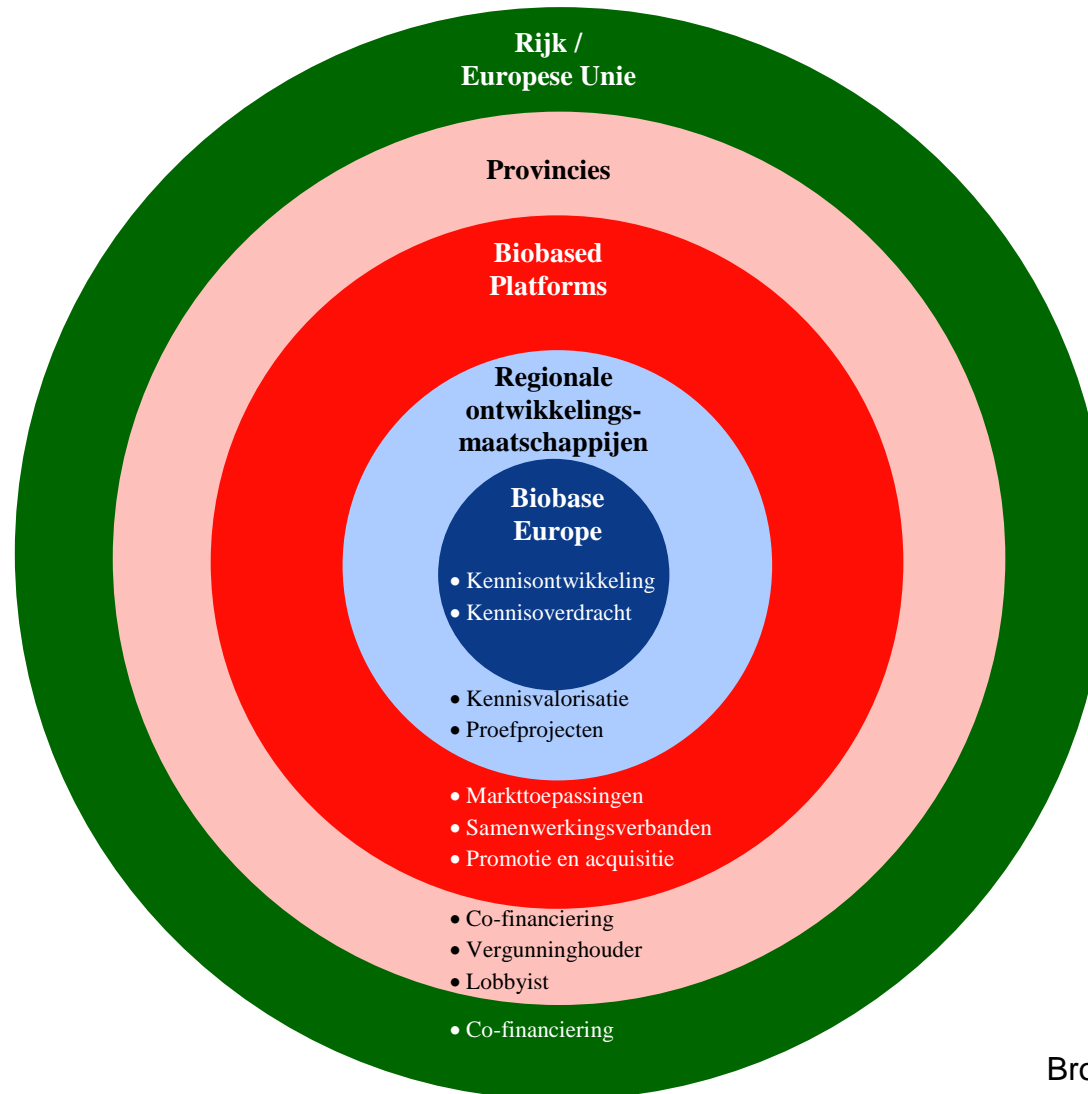 Rijk /
Europese Unie
Provincies
Biobased
Platforms
Regionale
ontwikkelings-
maatschappijen
Biobase
Europe
• Kennisontwikkeling
• Kennisoverdracht
• Kennisvalorisatie
• Proefprojecten
• Markttoepassingen
• Samenwerkingsverbanden
• Promotie en acquisitie
• Co-financiering
• Vergunninghouder
• Lobbyist
• Co-financiering